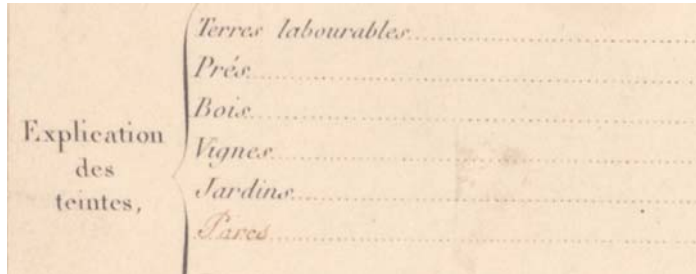 Terres labourables
Prés
Bois
Explication
des
teintes,
Vignes
Jardins
Parcs